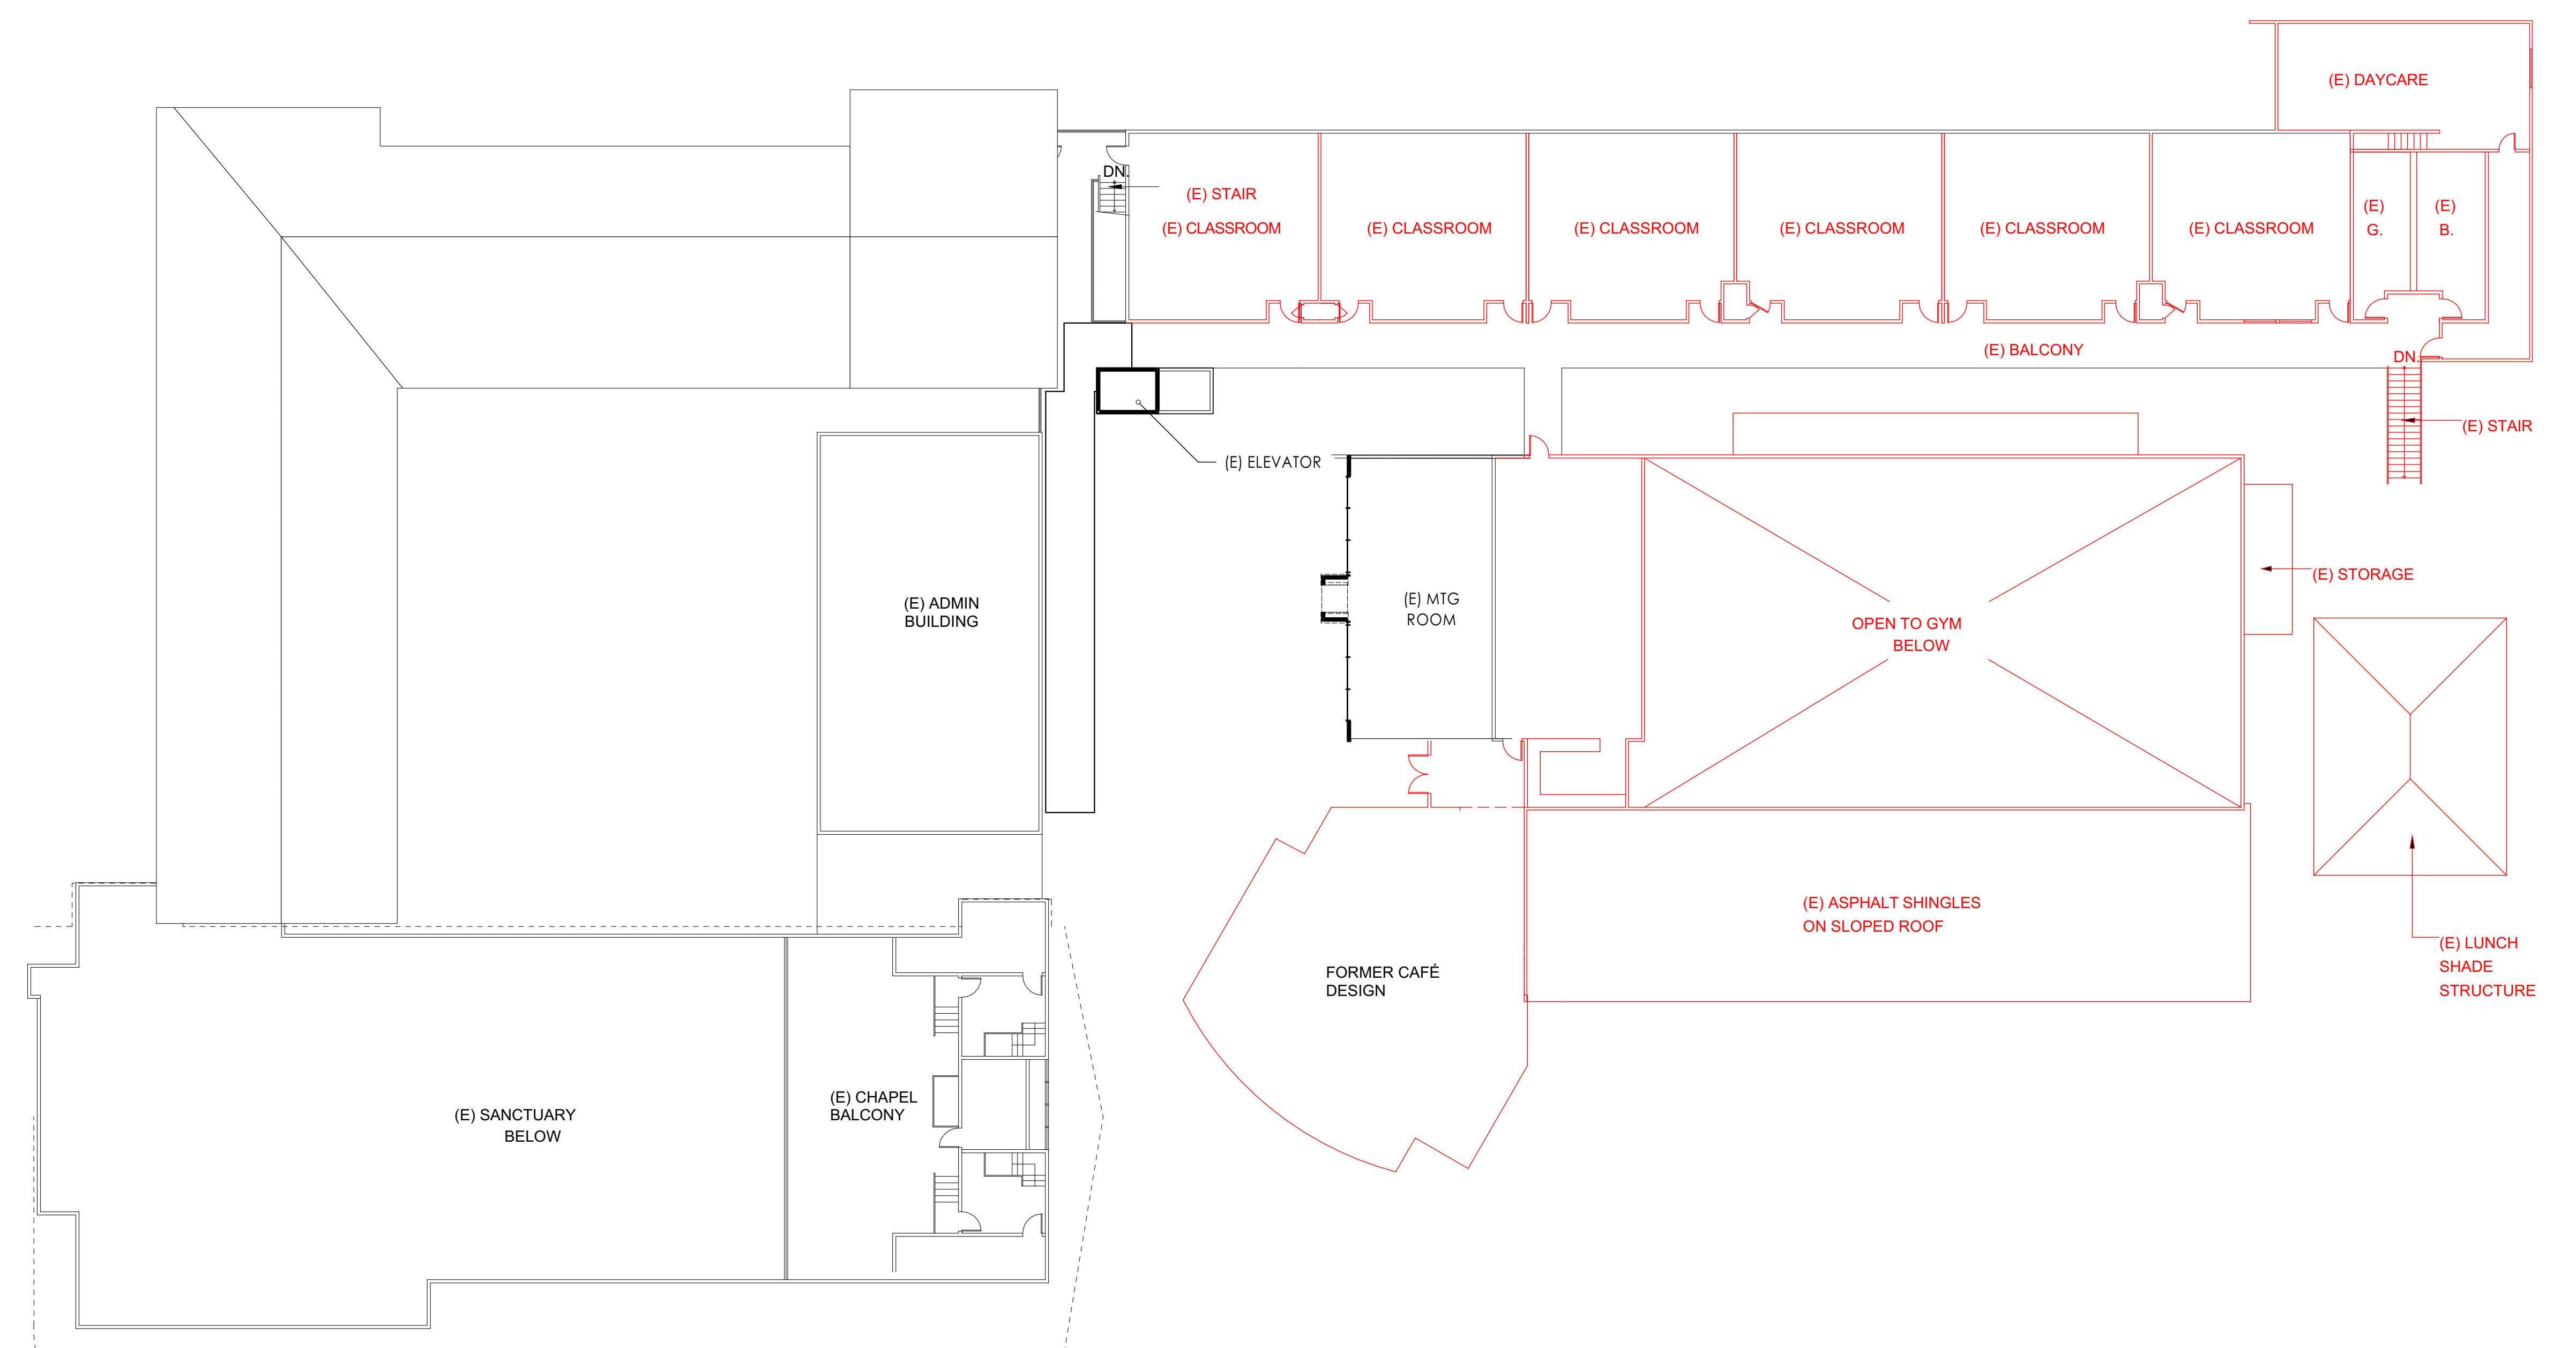 (E) DAYCARE
DN.
(E) STAIR
(E) CLASSROOM
(E) CLASSROOM
(E) CLASSROOM
(E) CLASSROOM
(E) CLASSROOM
(E) CLASSROOM
(E)
G.
(E)
B.
(E) BALCONY
DN.
(E) STAIR
(E) ELEVATOR
(E) STORAGE
(E) ADMIN
BUILDING
(E) MTG
ROOM
OPEN TO GYM
BELOW
(E) ASPHALT SHINGLES
ON SLOPED ROOF
(E) LUNCH
SHADE
STRUCTURE
FORMER CAFÉ
DESIGN
(E) CHAPEL
BALCONY
(E) SANCTUARY
BELOW